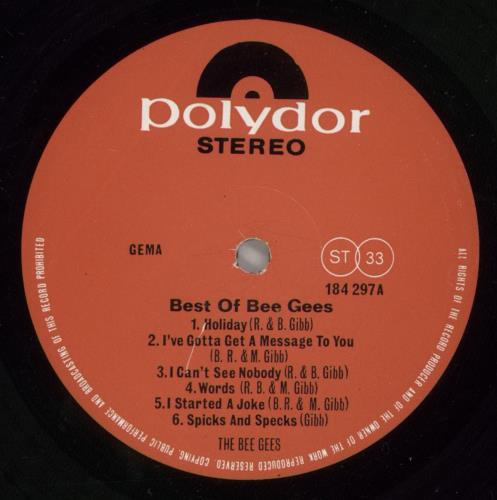 polydor
STEREO
GEMA
ST 33
184 297A
Best Of Bee Gees
1. Holiday (R. & B. Gibb)
2. I've Gotta Get A Message To You
(B. R. & M. Gibb)
3. I Can't See Nobody (R. & B. Gibb)
4. Words (R. B. & M. Gibb)
5. I Started A Joke (B. R. & M. Gibb)
6. Spicks And Specks (Gibb)
THE BEE GEES
ALL RIGHTS OF THE RECORD PRODUCER AND OF THE OWNER OF THE WORK REPRODUCED RESERVED. COPYING, PUBLIC PERFORMANCE AND BROADCASTING OF THIS RECORD PROHIBITED